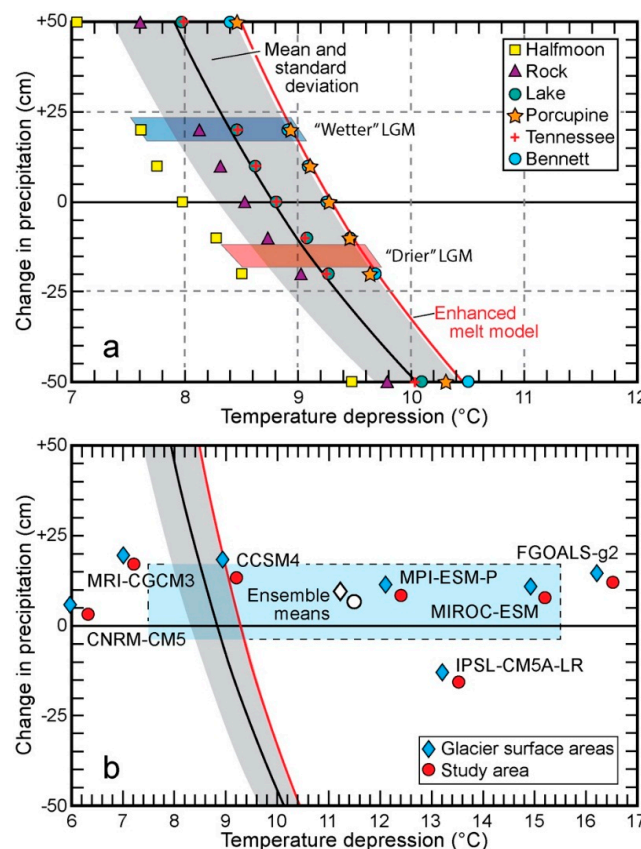 +50
+25
0
-25
-50
Change in precipitation (cm)
Mean and
standard
deviation
Halfmoon
Rock
Lake
Porcupine
Tennessee
Bennett
"Wetter" LGM
"Drier" LGM
Enhanced
melt model
a
7 8 9 10 11 12
Temperature depression (°C)
+50
+25
0
-25
-50
Change in precipitation (cm)
MRI-CGCM3
CCSM4
FGOALS-g2
Ensemble
means
MPI-ESM-P
MIROC-ESM
CNRM-CM5
IPSL-CM5A-LR
Glacier surface areas
Study area
b
6 7 8 9 10 11 12 13 14 15 16 17
Temperature depression (°C)